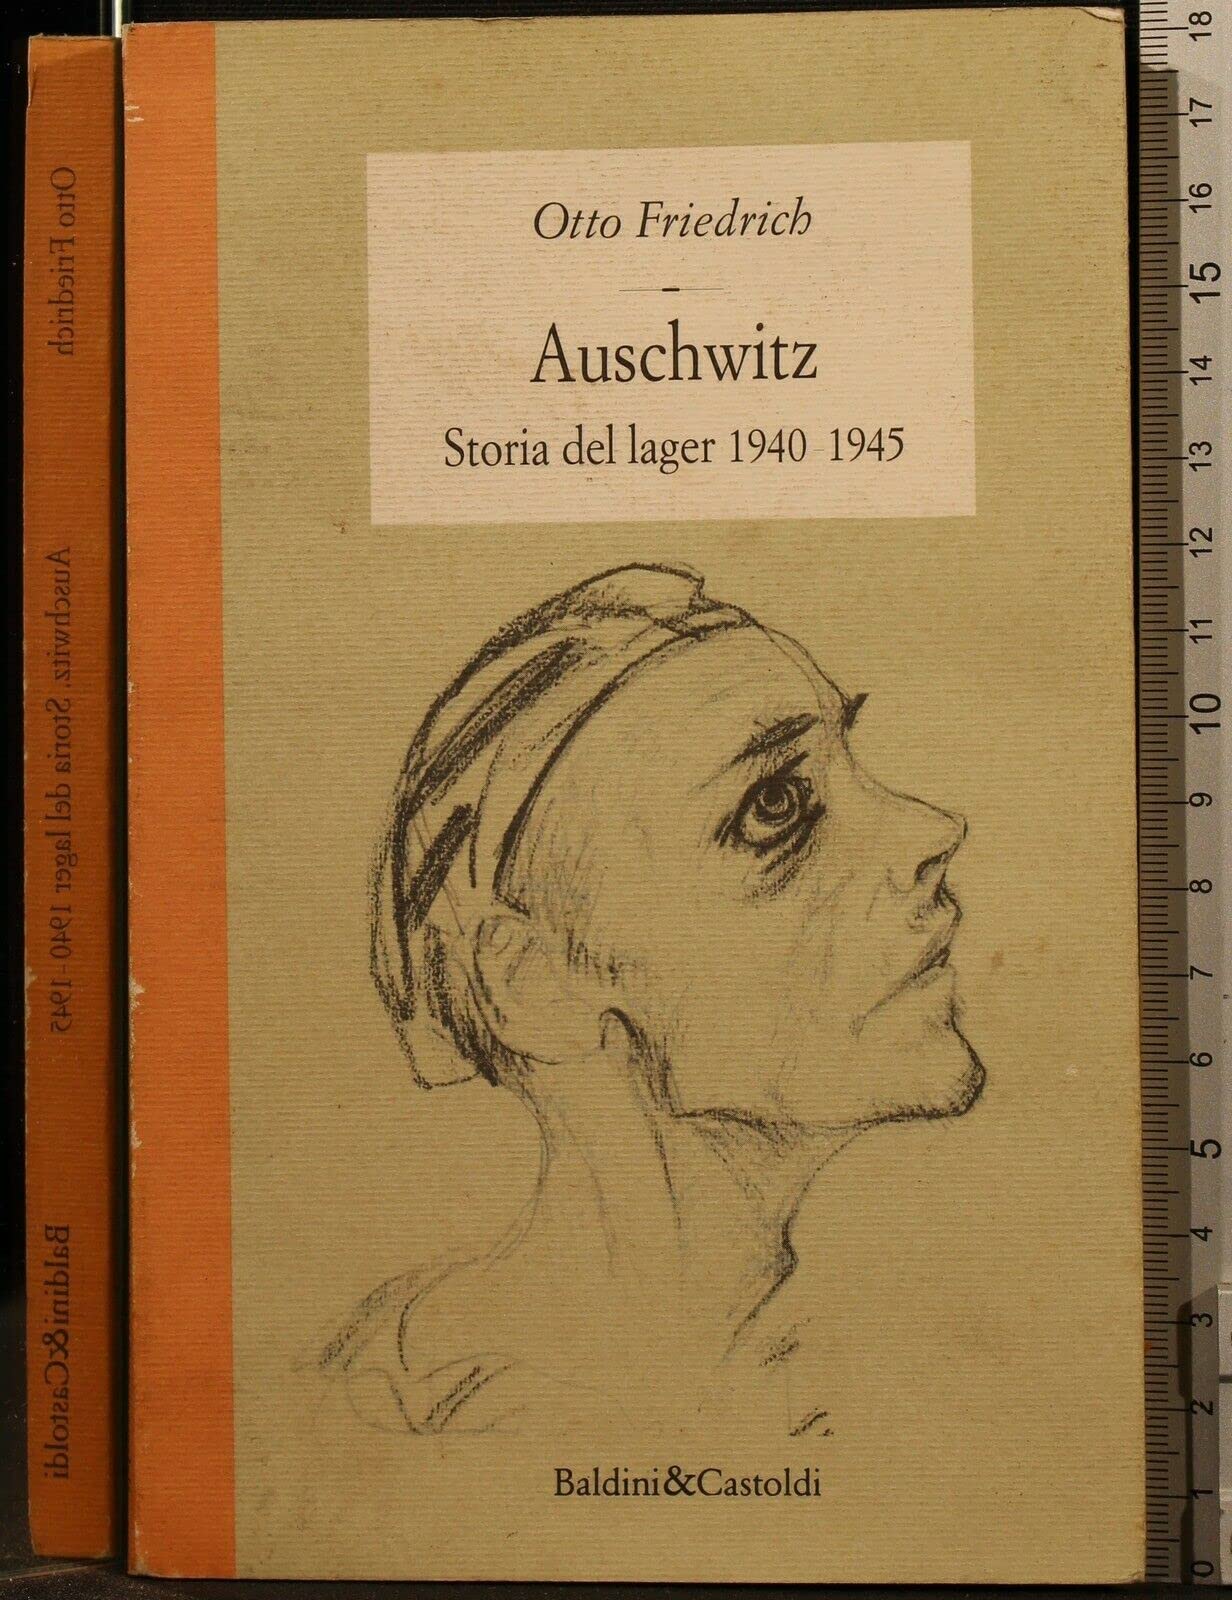 Otto Friedrich
Auschwitz
Storia del lager 1940-1945
Baldini&Castoldi
Otto Friedrich
Auschwitz. Storia del lager 1940-1945
Baldini&Castoldi
18
17
16
15
14
13
12
11
10
9
8
7
6
5
4
3
2
1
0